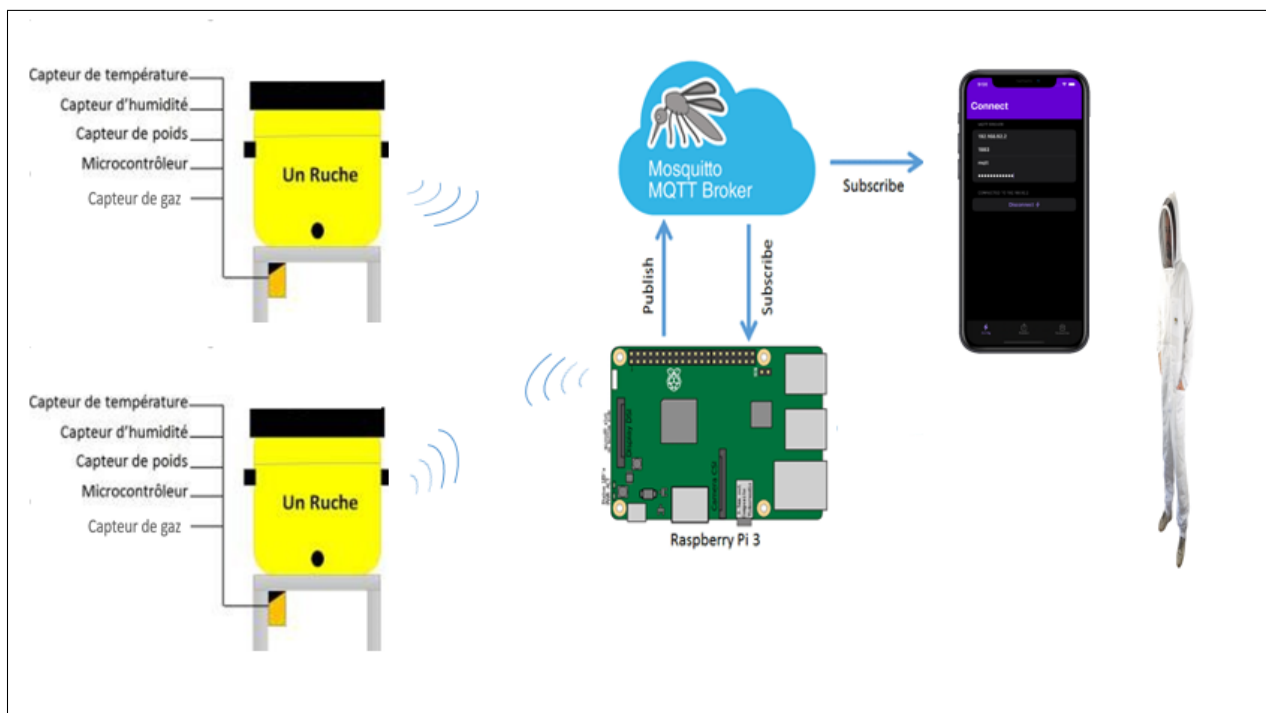 Capteur de température
Capteur d'humidité
Capteur de poids
Microcontrôleur
Capteur de gaz
Un Ruche
Capteur de température
Capteur d'humidité
Capteur de poids
Microcontrôleur
Capteur de gaz
Un Ruche
Mosquitto
MQTT Broker
Publish
Subscribe
Subscribe
Raspberry Pi 3
Connect
1883
Disconnect